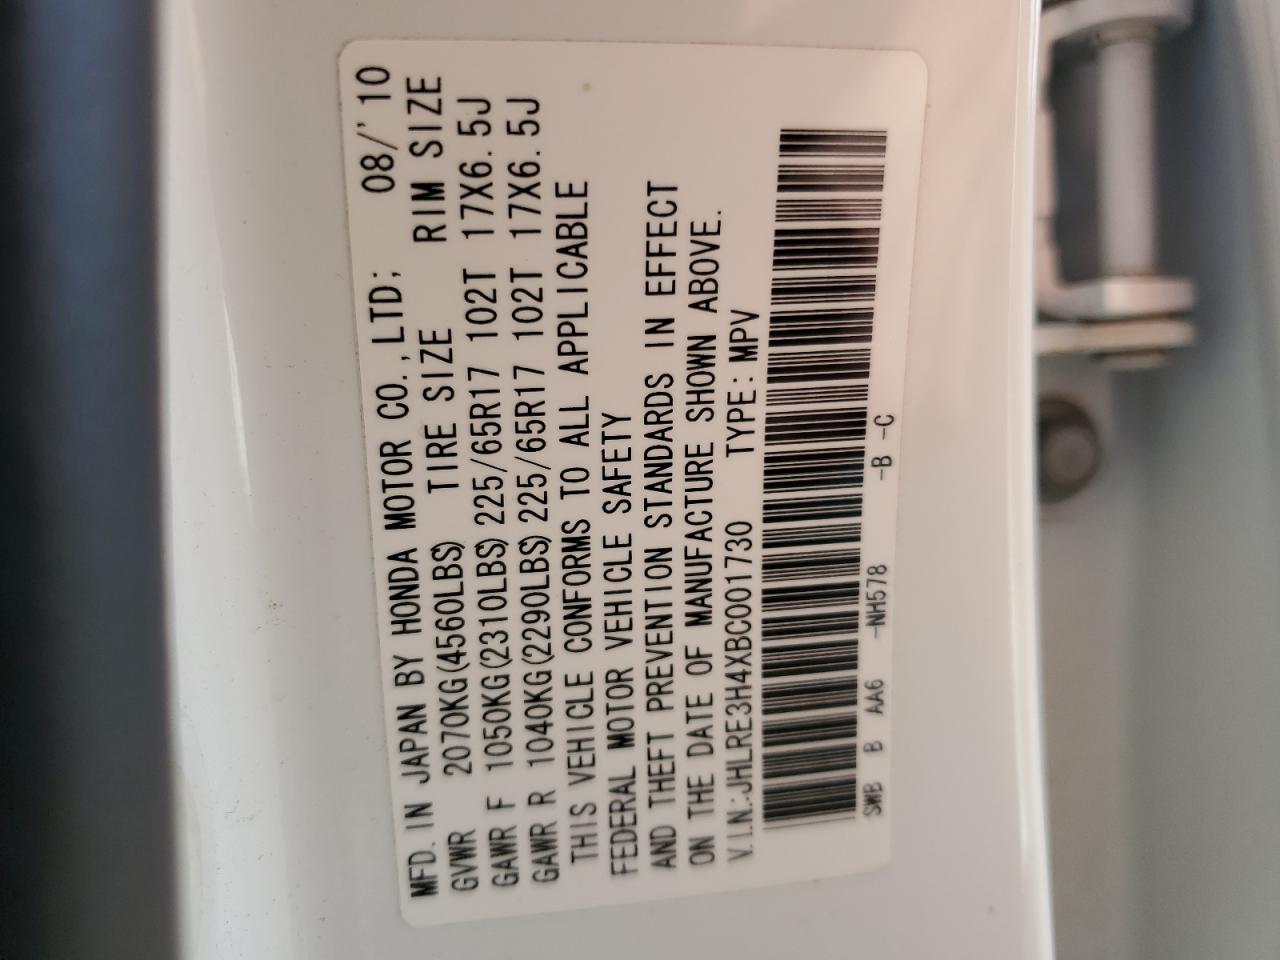 MFD. IN JAPAN BY HONDA MOTOR CO.,LTD; 08/'10
GVWR 2070KG(4560LBS) TIRE SIZE RIM SIZE
GAWR F 1050KG(2310LBS) 225/65R17 102T 17X6.5J
GAWR R 1040KG(2290LBS) 225/65R17 102T 17X6.5J
THIS VEHICLE CONFORMS TO ALL APPLICABLE
FEDERAL MOTOR VEHICLE SAFETY
AND THEFT PREVENTION STANDARDS IN EFFECT
ON THE DATE OF MANUFACTURE SHOWN ABOVE.
V.I.N.:JHLRE3H4XBC001730 TYPE:MPV
SWB B AA6 -NH578 -B -C